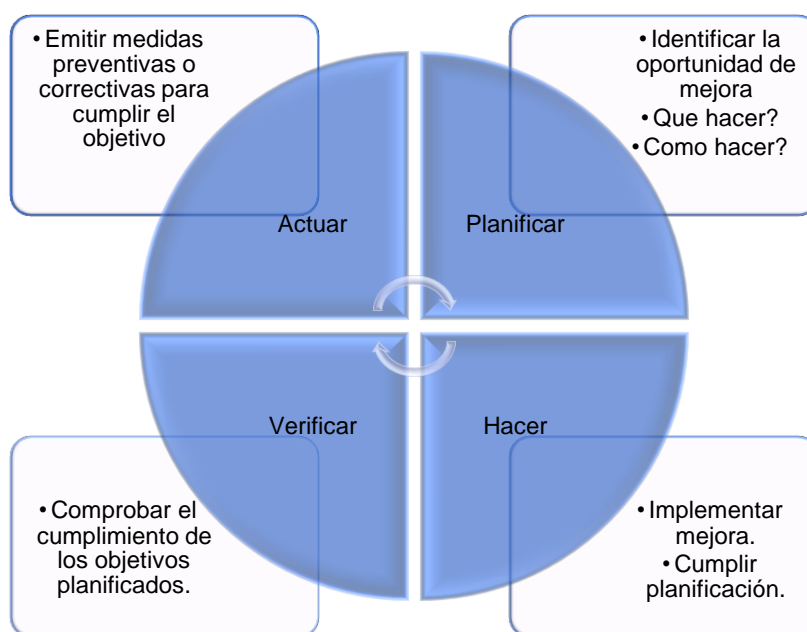 • Emitir medidas
preventivas o
correctivas para
cumplir el
objetivo
• Identificar la
oportunidad de
mejora
• Que hacer?
• Como hacer?
Actuar
Planificar
Verificar
Hacer
• Comprobar el
cumplimiento de
los objetivos
planificados.
• Implementar
mejora.
• Cumplir
planificación.